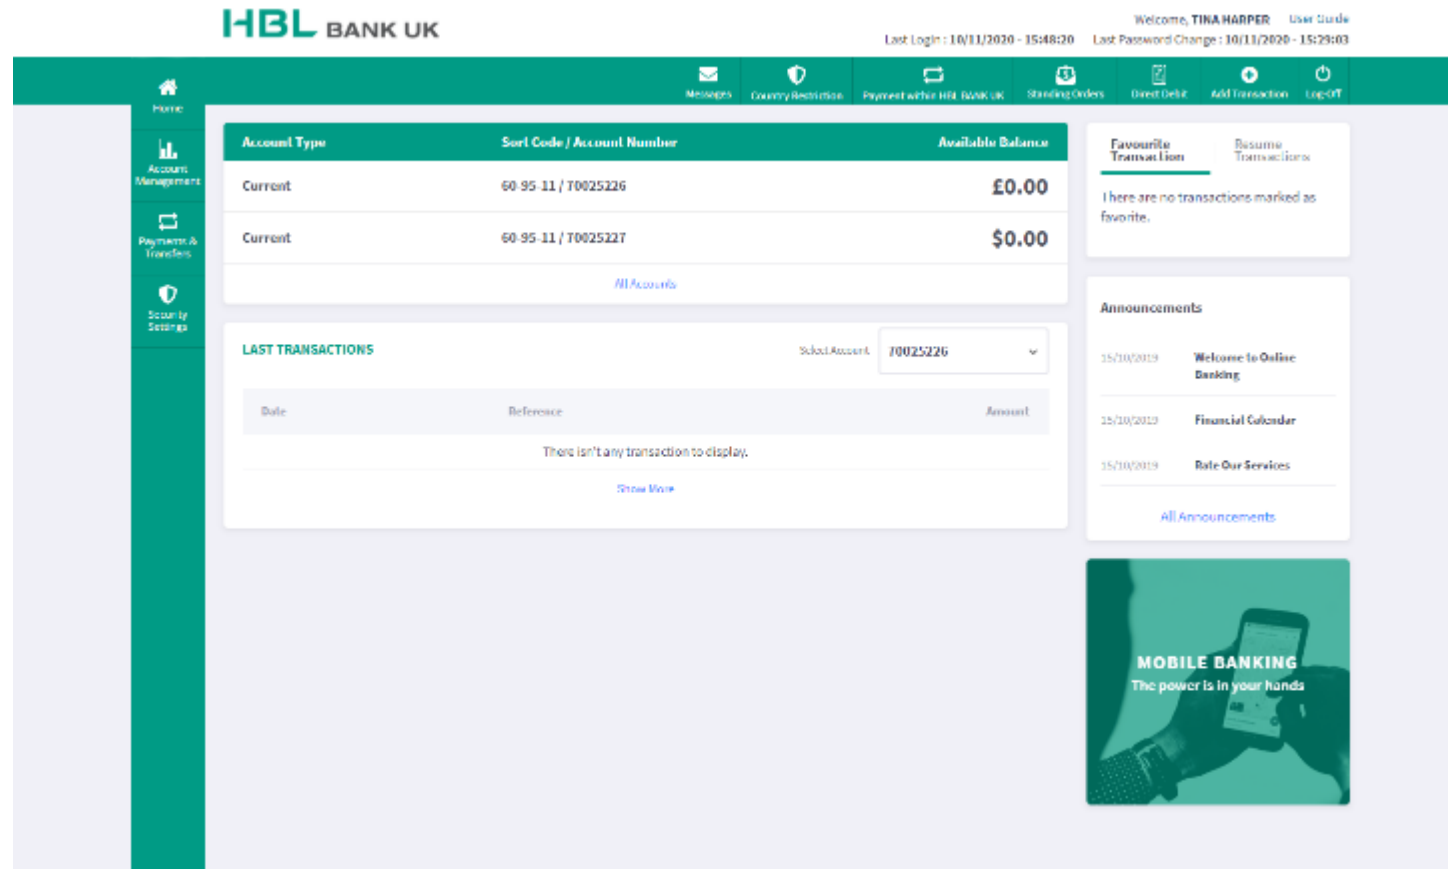 HBL BANK UK
Welcome, TINA HARPER User Guide
Last Login : 10/11/2020 - 15:48:20 Last Password Change : 10/11/2020 - 15:29:03
Messages
Country Restriction
Payment within HBL BANK UK
Standing Orders
Direct Debit
Add Transaction
Log-Off
Home
Account
Management
Payments &
Transfers
Security
Settings
Account Type Sort Code / Account Number Available Balance
Current 60-95-11 / 70025226 £0.00
Current 60-95-11 / 70025227 $0.00
All Accounts
LAST TRANSACTIONS Select Account 70025226
Date Reference Amount
There isn't any transaction to display.
Show More
Favourite
Transaction
Resume
Transactions
There are no transactions marked as
favorite.
Announcements
15/10/2019 Welcome to Online
Banking
15/10/2019 Financial Calendar
15/10/2019 Rate Our Services
All Announcements
MOBILE BANKING
The power is in your hands